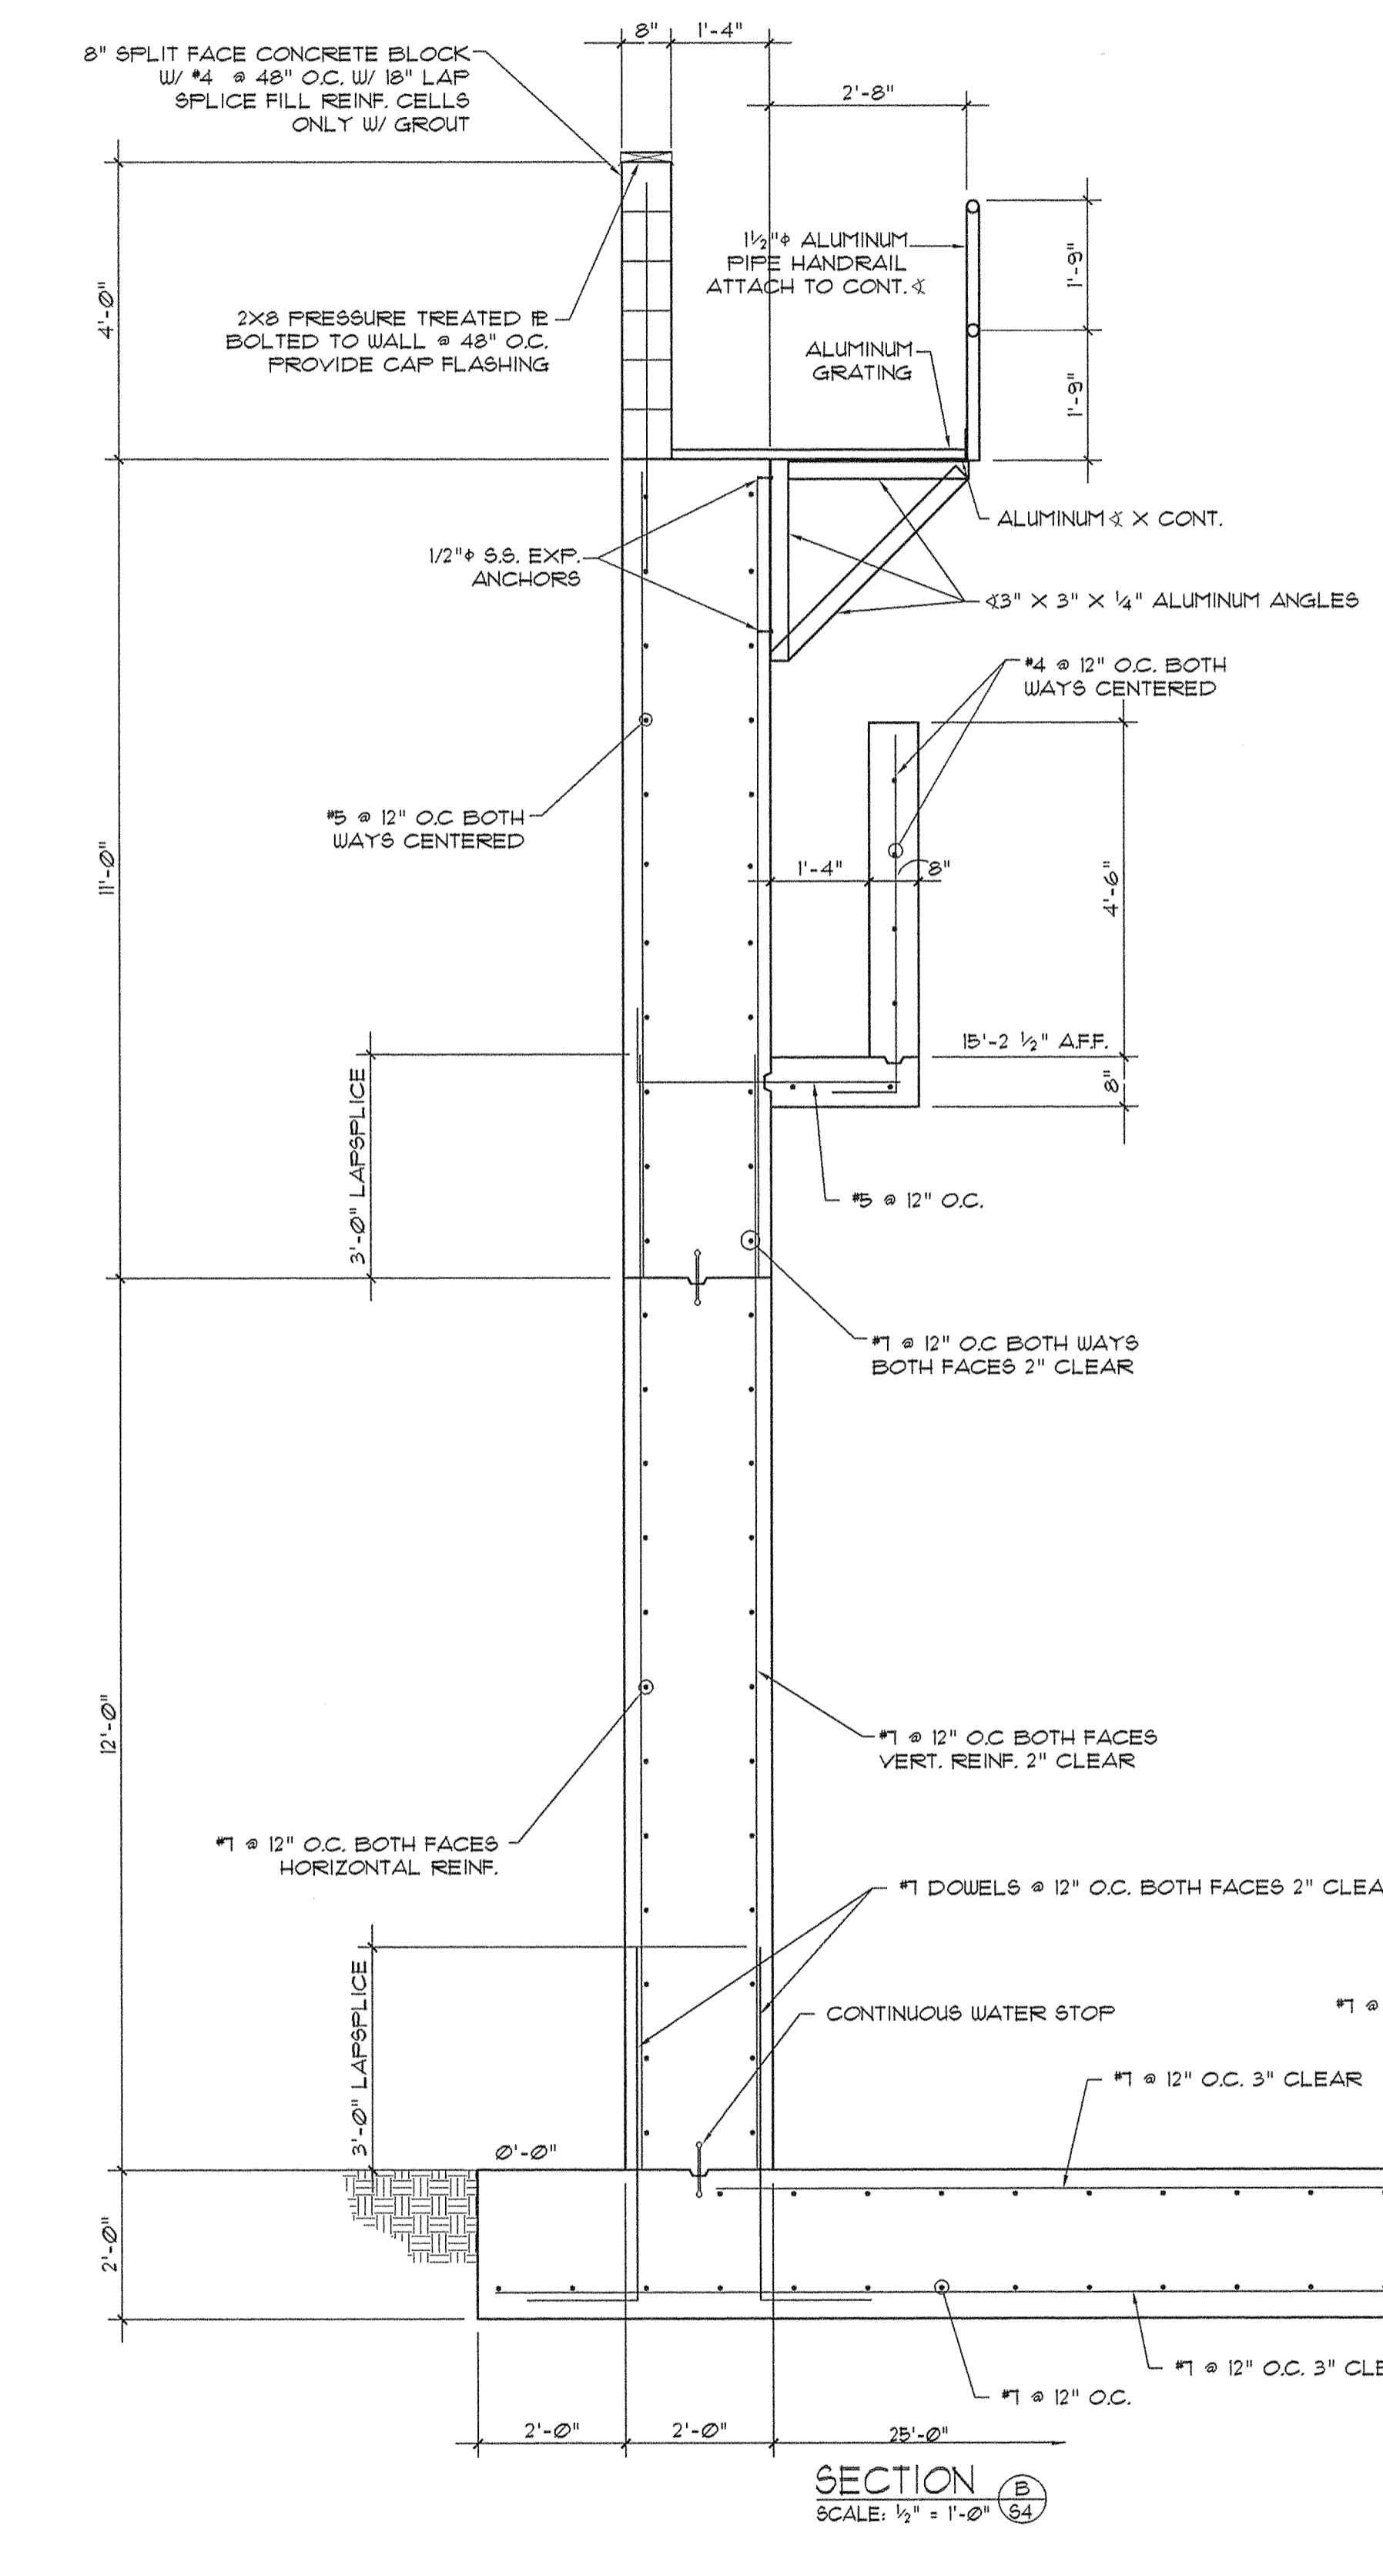 8" 1'-4"
8" SPLIT FACE CONCRETE BLOCK
W/ #4 @ 48" O.C. W/ 18" LAP
SPLICE FILL REINF. CELLS
ONLY W/ GROUT
2'-8"
1½"ϕ ALUMINUM
PIPE HANDRAIL
ATTACH TO CONT. ∢
1'-9"
4'-0"
2X8 PRESSURE TREATED ⅊
BOLTED TO WALL @ 48" O.C.
PROVIDE CAP FLASHING
ALUMINUM
GRATING
1'-9"
ALUMINUM ∢ X CONT.
1/2"ϕ S.S. EXP.
ANCHORS
∢3" X 3" X ¼" ALUMINUM ANGLES
#4 @ 12" O.C. BOTH
WAYS CENTERED
#5 @ 12" O.C BOTH
WAYS CENTERED
11'-0"
1'-4" 8"
4'-6"
15'-2 ½" A.F.F.
8"
3'-0" LAPSPLICE
#5 @ 12" O.C.
#7 @ 12" O.C BOTH WAYS
BOTH FACES 2" CLEAR
12'-0"
#7 @ 12" O.C BOTH FACES
VERT. REINF. 2" CLEAR
#7 @ 12" O.C. BOTH FACES
HORIZONTAL REINF.
#7 DOWELS @ 12" O.C. BOTH FACES 2" CLEA
3'-0" LAPSPLICE
CONTINUOUS WATER STOP
#7 @
#7 @ 12" O.C. 3" CLEAR
0'-0"
2'-0"
#7 @ 12" O.C. 3" CLE
#7 @ 12" O.C.
2'-0" 2'-0" 25'-0"
SECTION B
SCALE: ½" = 1'-0" S4